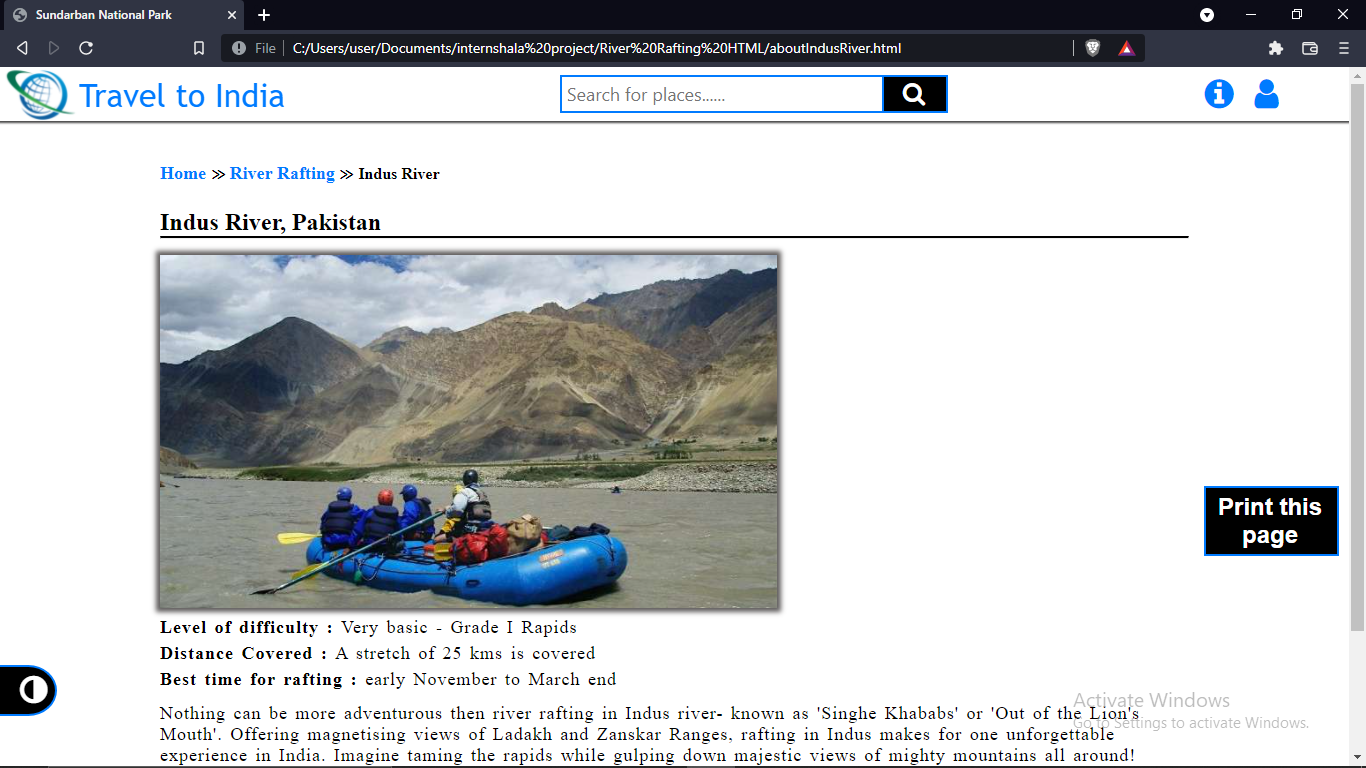 Sundarban National Park
File
C:/Users/user/Documents/internshala%20project/River%20Rafting%20HTML/aboutIndusRiver.html
Travel to India
Search for places......
Home ≫ River Rafting ≫ Indus River
Indus River, Pakistan
Print this
page
Level of difficulty : Very basic - Grade I Rapids
Distance Covered : A stretch of 25 kms is covered
Best time for rafting : early November to March end
Nothing can be more adventurous then river rafting in Indus river- known as 'Singhe Khababs' or 'Out of the Lion's
Mouth'. Offering magnetising views of Ladakh and Zanskar Ranges, rafting in Indus makes for one unforgettable
experience in India. Imagine taming the rapids while gulping down majestic views of mighty mountains all around!
Activate Windows
Go to Settings to activate Windows.